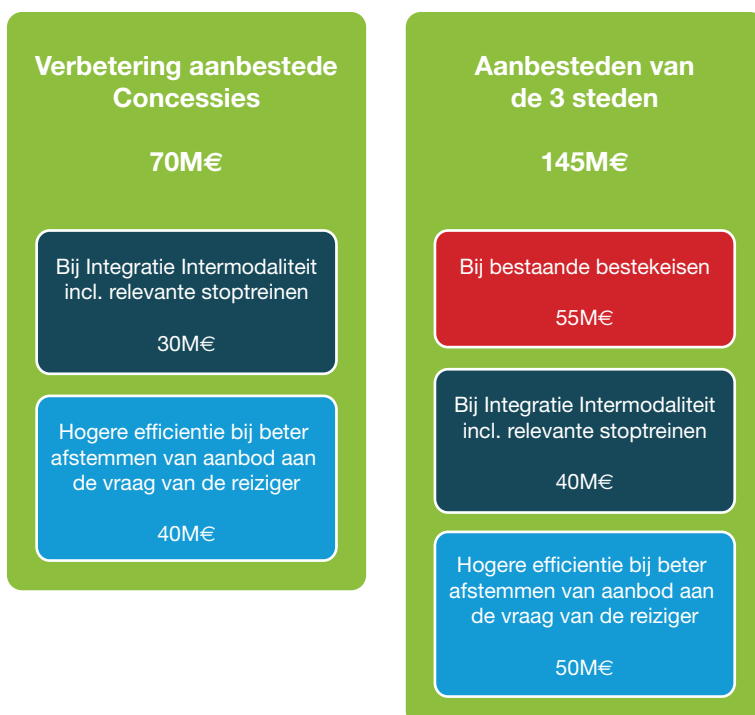 Verbetering aanbestede
Concessies
70M€
Bij Integratie Intermodaliteit
incl. relevante stoptreinen
30M€
Hogere efficientie bij beter
afstemmen van aanbod aan
de vraag van de reiziger
40M€
Aanbesteden van
de 3 steden
145M€
Bij bestaande bestekeisen
55M€
Bij Integratie Intermodaliteit
incl. relevante stoptreinen
40M€
Hogere efficientie bij beter
afstemmen van aanbod aan
de vraag van de reiziger
50M€